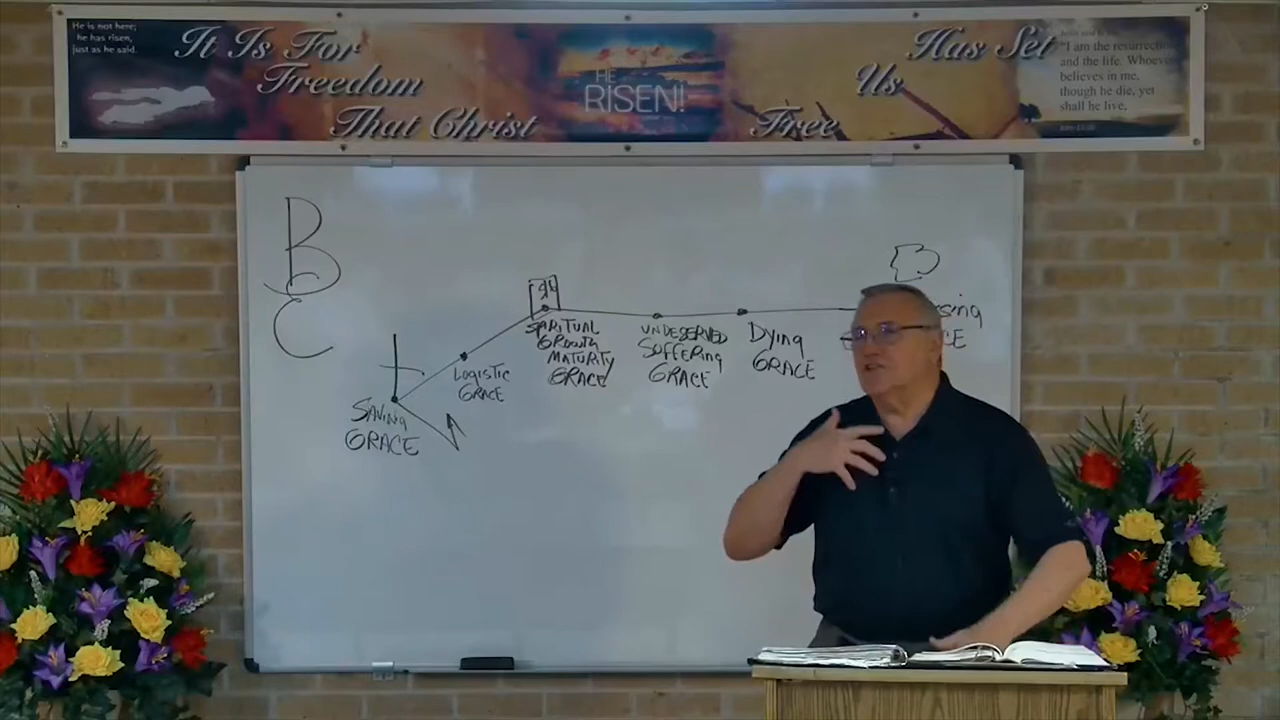 He is not here;
he has risen,
just as he said.
It Is For
Freedom
That Christ
HE
IS
RISEN!
Has Set
Us
Free
"I am the resurrection
and the life. Whoever
believes in me,
though he die, yet
shall he live,
B
C
SAVING
GRACE
LOGISTIC
GRACE
SPIRITUAL
GROWTH
MATURITY
GRACE
UNDESERVED
SUFFERING
GRACE
Dying
GRACE